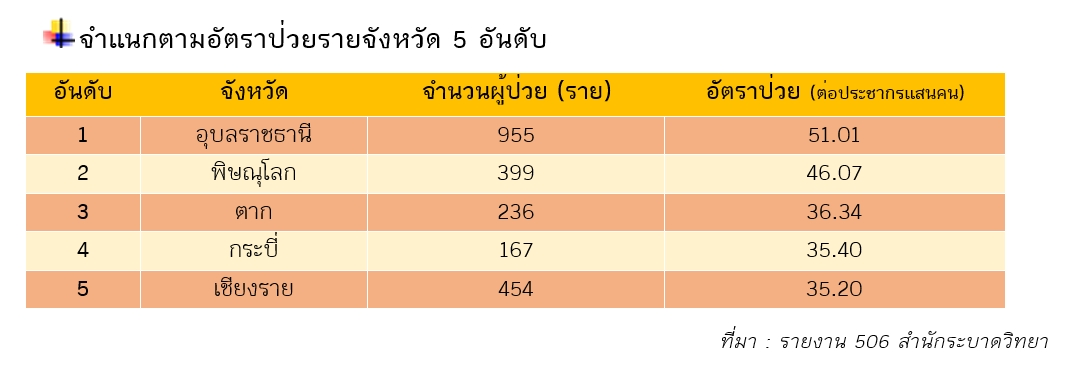 จำแนกตามอัตราป่วยรายจังหวัด 5 อันดับ
อันดับ จังหวัด จำนวนผู้ป่วย (ราย) อัตราป่วย (ต่อประชากรแสนคน)
1 อุบลราชธานี 955 51.01
2 พิษณุโลก 399 46.07
3 ตาก 236 36.34
4 กระบี่ 167 35.40
5 เชียงราย 454 35.20
ที่มา : รายงาน 506 สำนักระบาดวิทยา